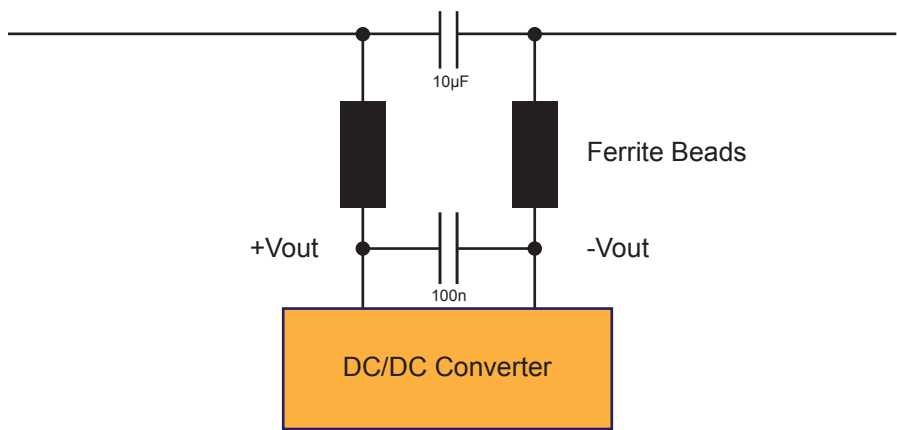 10µF
Ferrite Beads
+Vout
-Vout
100n
DC/DC Converter